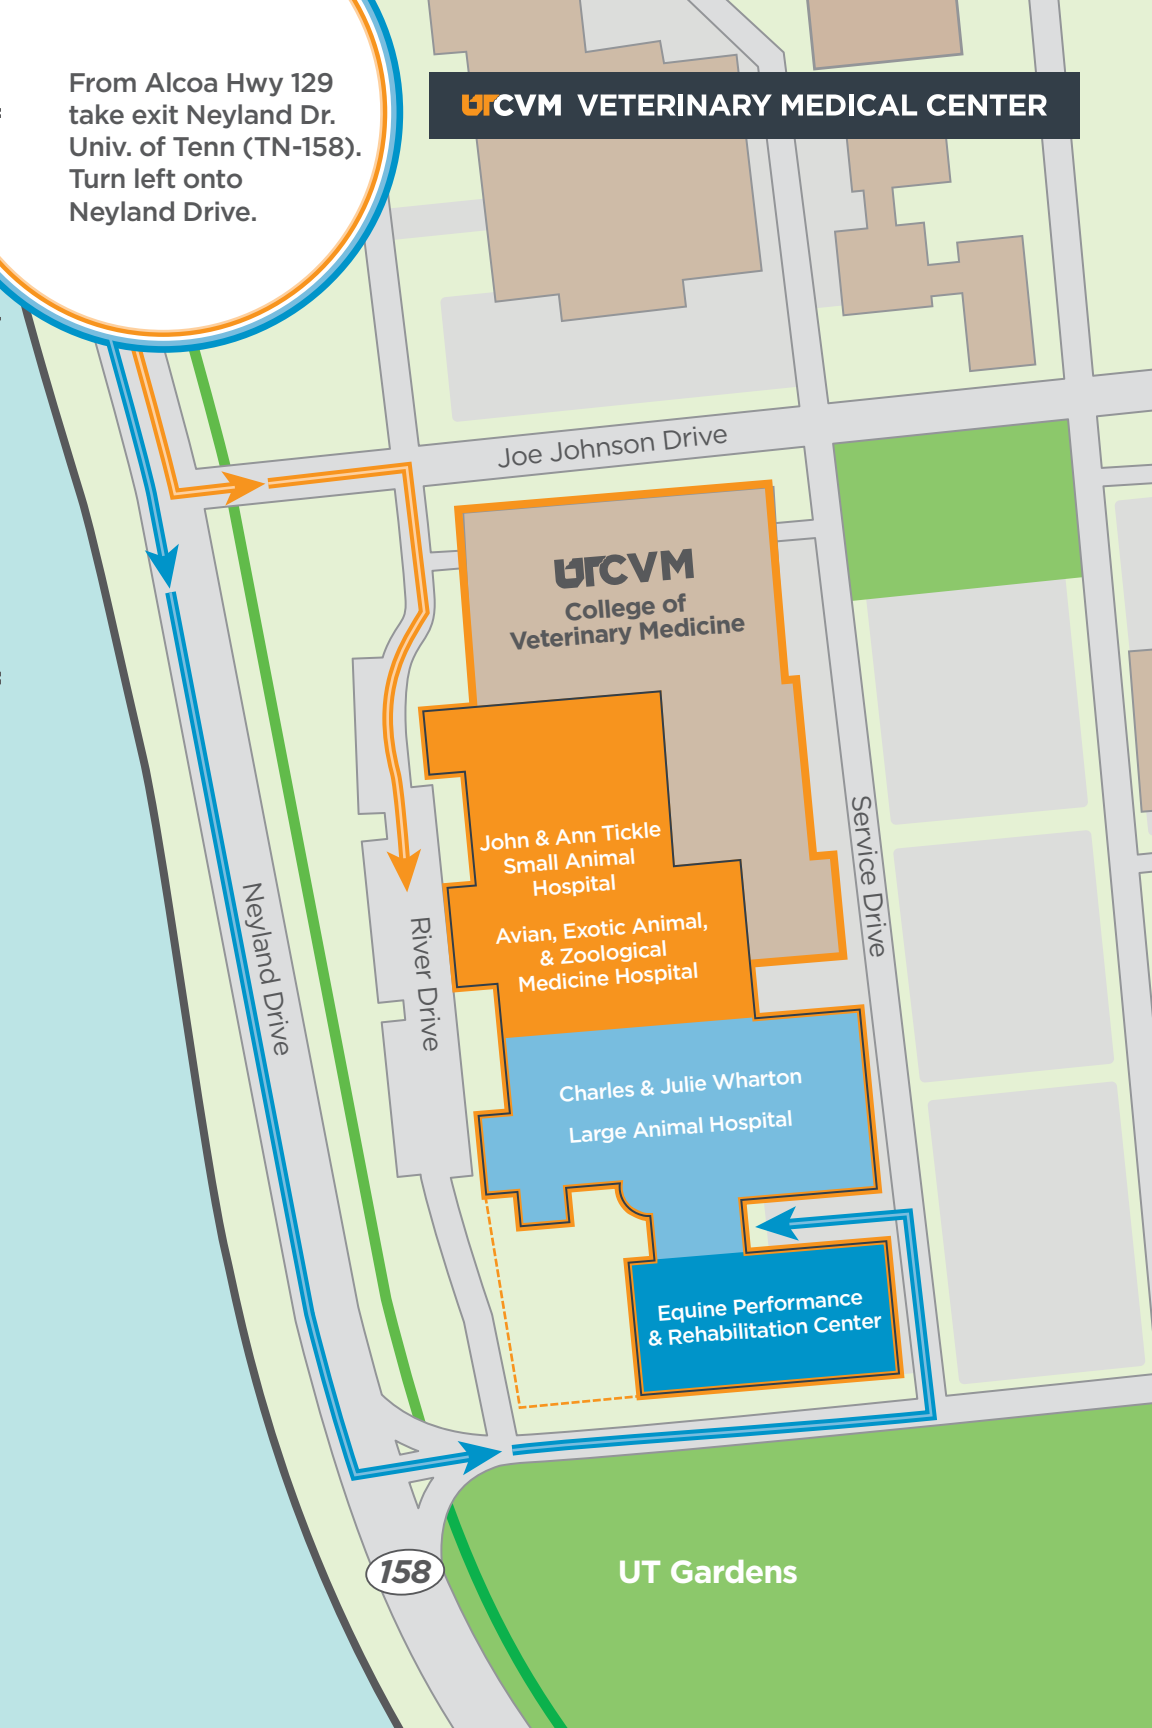 From Alcoa Hwy 129
take exit Neyland Dr.
Univ. of Tenn (TN-158).
Turn left onto
Neyland Drive.
UTCVM VETERINARY MEDICAL CENTER
Joe Johnson Drive
UTCVM
College of
Veterinary Medicine
John & Ann Tickle
Small Animal
Hospital
Avian, Exotic Animal,
& Zoological
Medicine Hospital
Service Drive
Neyland Drive
River Drive
Charles & Julie Wharton
Large Animal Hospital
Equine Performance
& Rehabilitation Center
158
UT Gardens